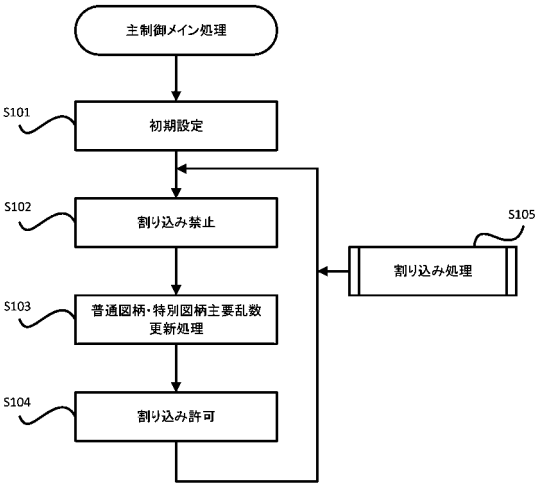 主制御メイン処理
S101
初期設定
S102
割り込み禁止
S105
割り込み処理
S103
普通図柄・特別図柄主要乱数
更新処理
S104
割り込み許可